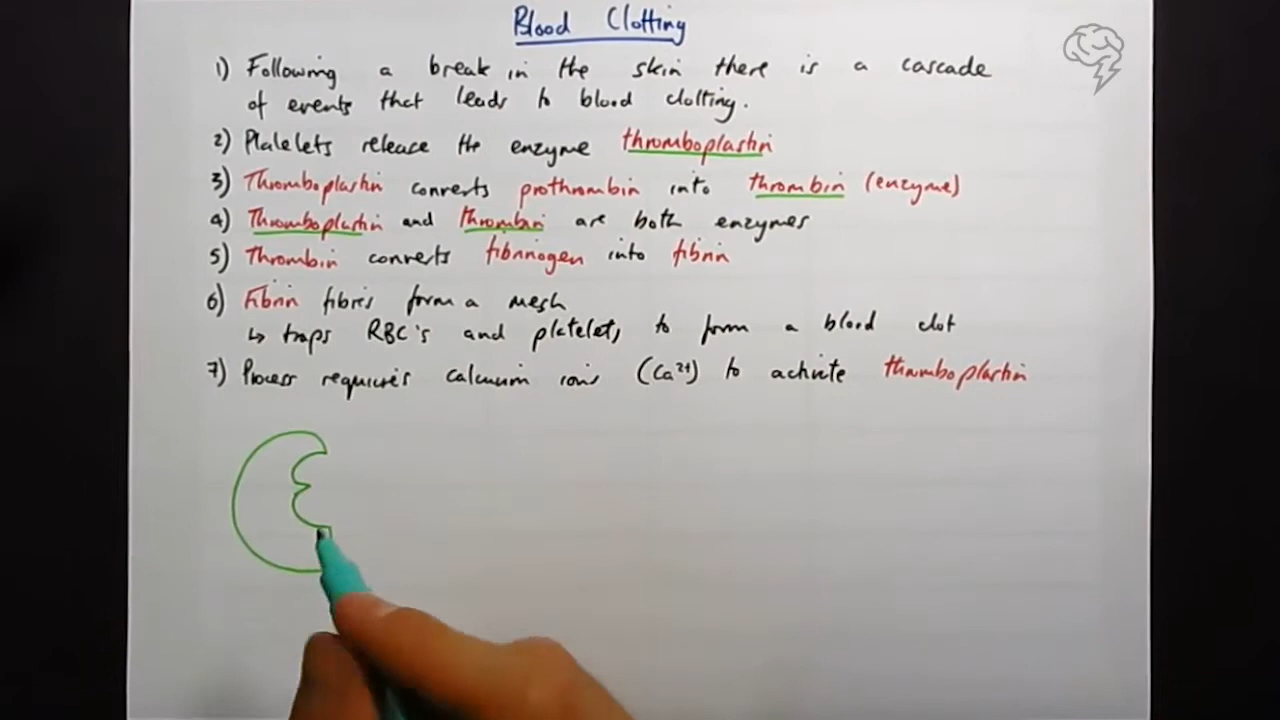 Blood Clotting
1) Following a break in the skin there is a cascade
of events that leads to blood clotting.
2) Platelets release the enzyme thromboplastin
3) Thromboplastin converts prothrombin into thrombin (enzyme)
4) Thromboplastin and thrombin are both enzymes
5) Thrombin converts fibrinogen into fibrin
6) Fibrin fibres form a mesh
↳ traps RBC's and platelets to form a blood clot
7) Process requires calcium ions (Ca²⁺) to activate thromboplastin